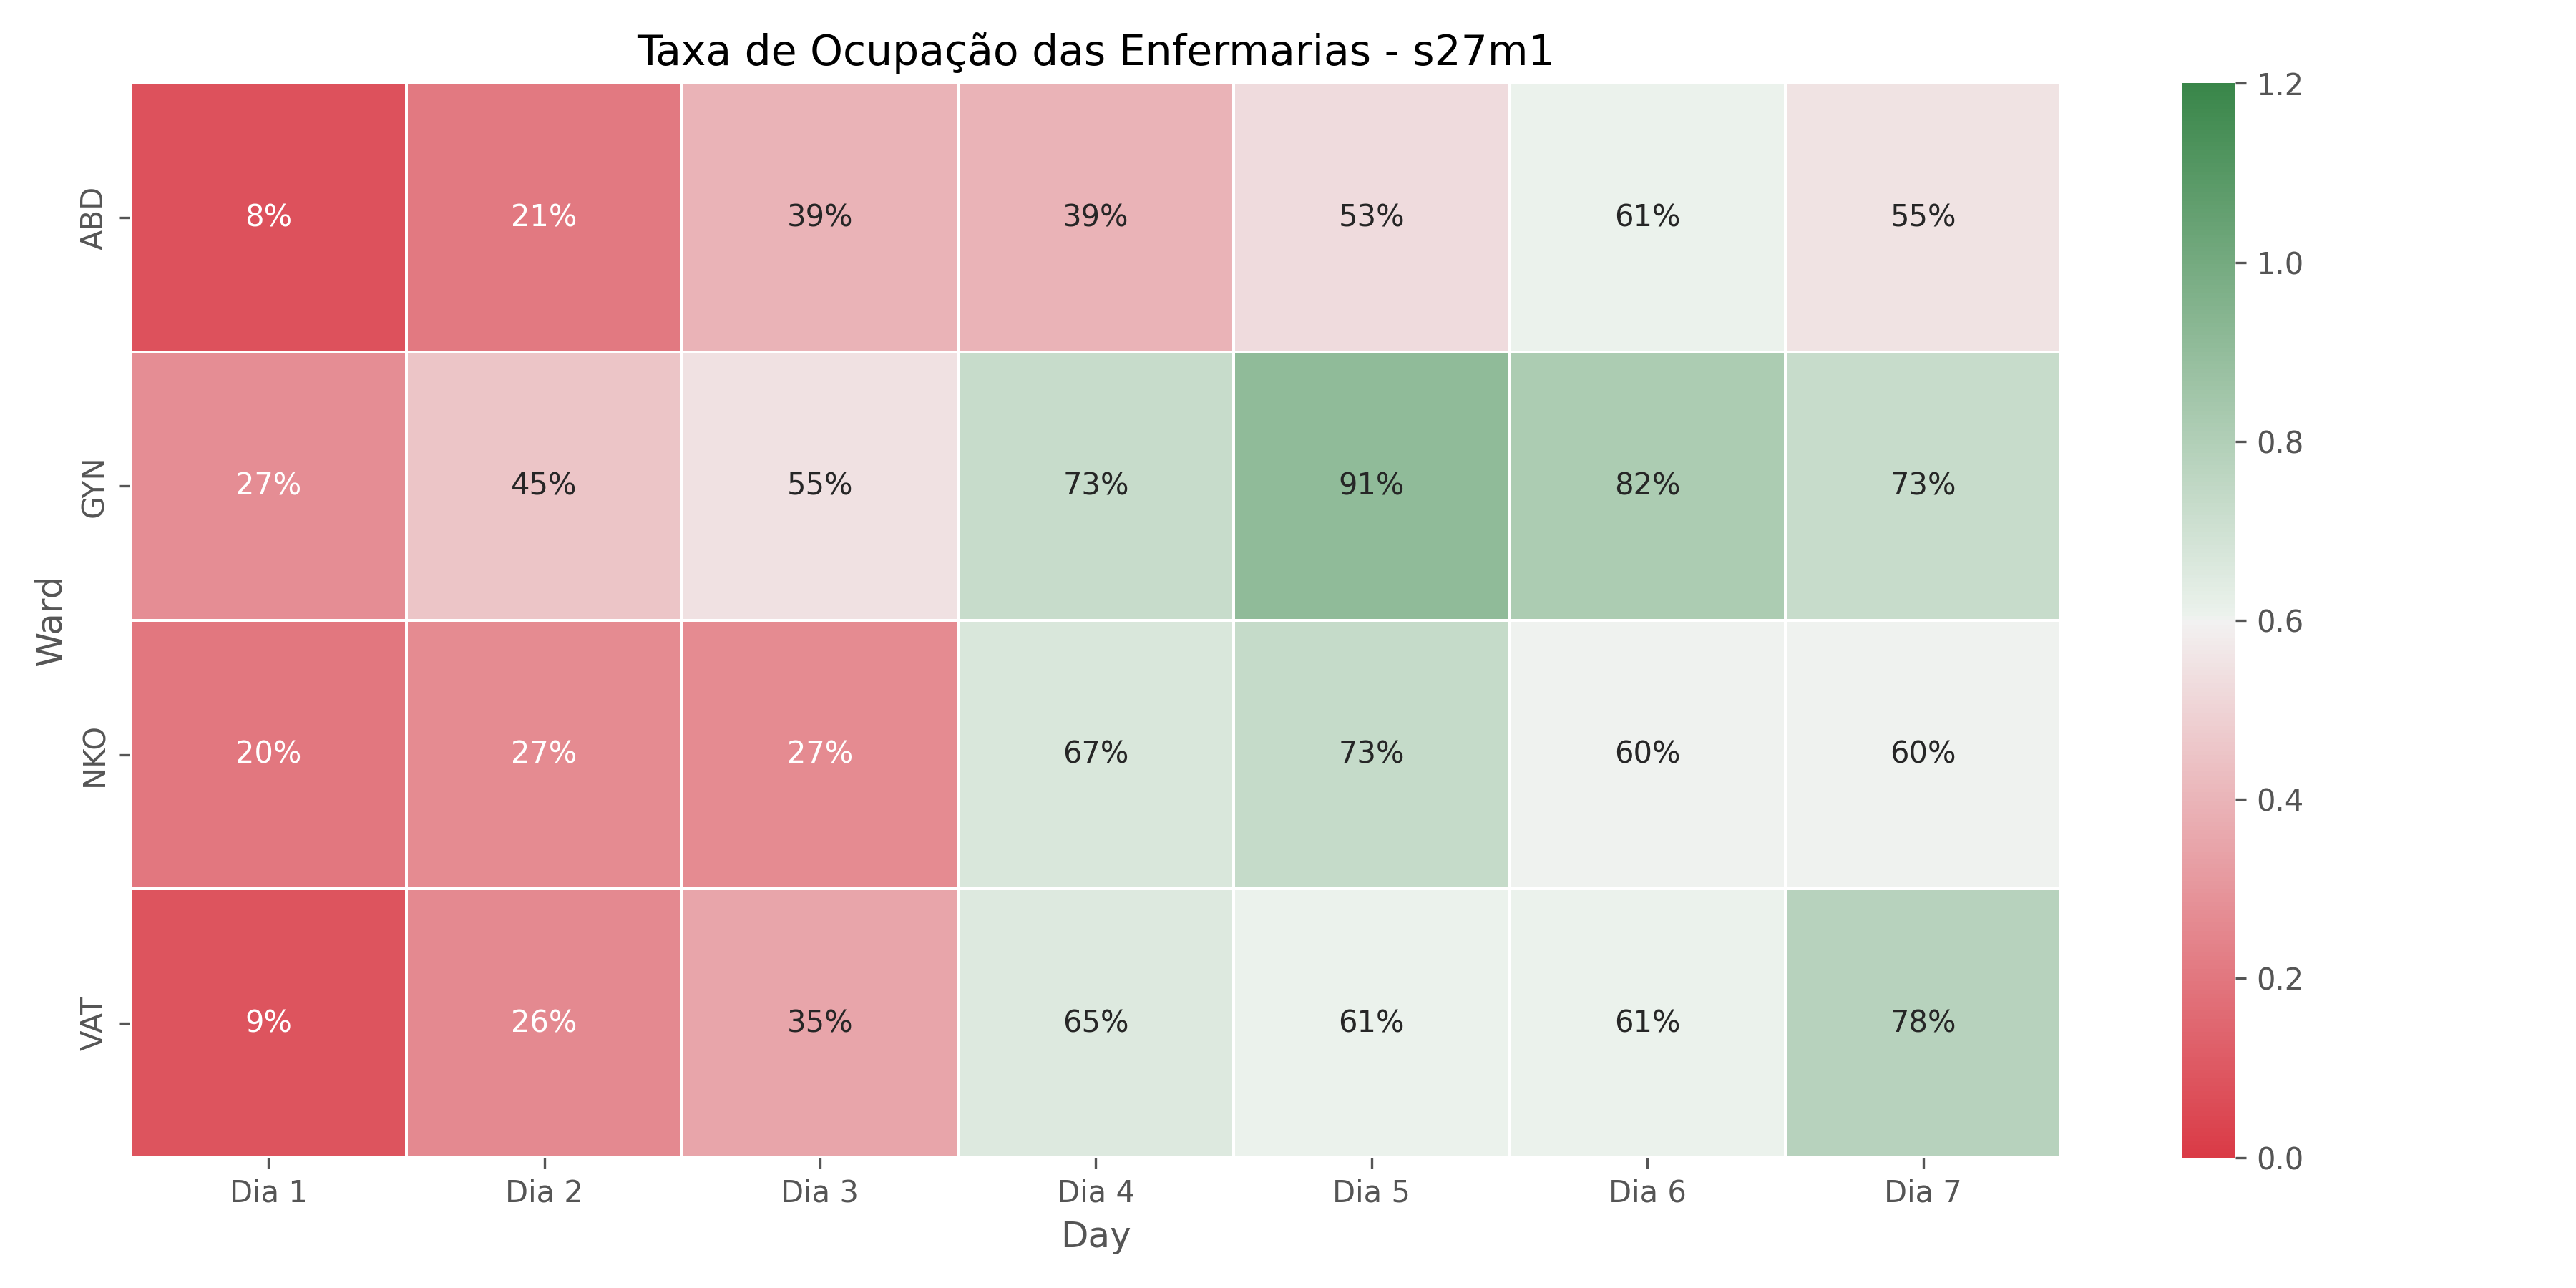 Taxa de Ocupação das Enfermarias - s27m1
Ward
ABD 8% 21% 39% 39% 53% 61% 55%
GYN 27% 45% 55% 73% 91% 82% 73%
NKO 20% 27% 27% 67% 73% 60% 60%
VAT 9% 26% 35% 65% 61% 61% 78%
Dia 1 Dia 2 Dia 3 Dia 4 Dia 5 Dia 6 Dia 7
Day
1.2
1.0
0.8
0.6
0.4
0.2
0.0